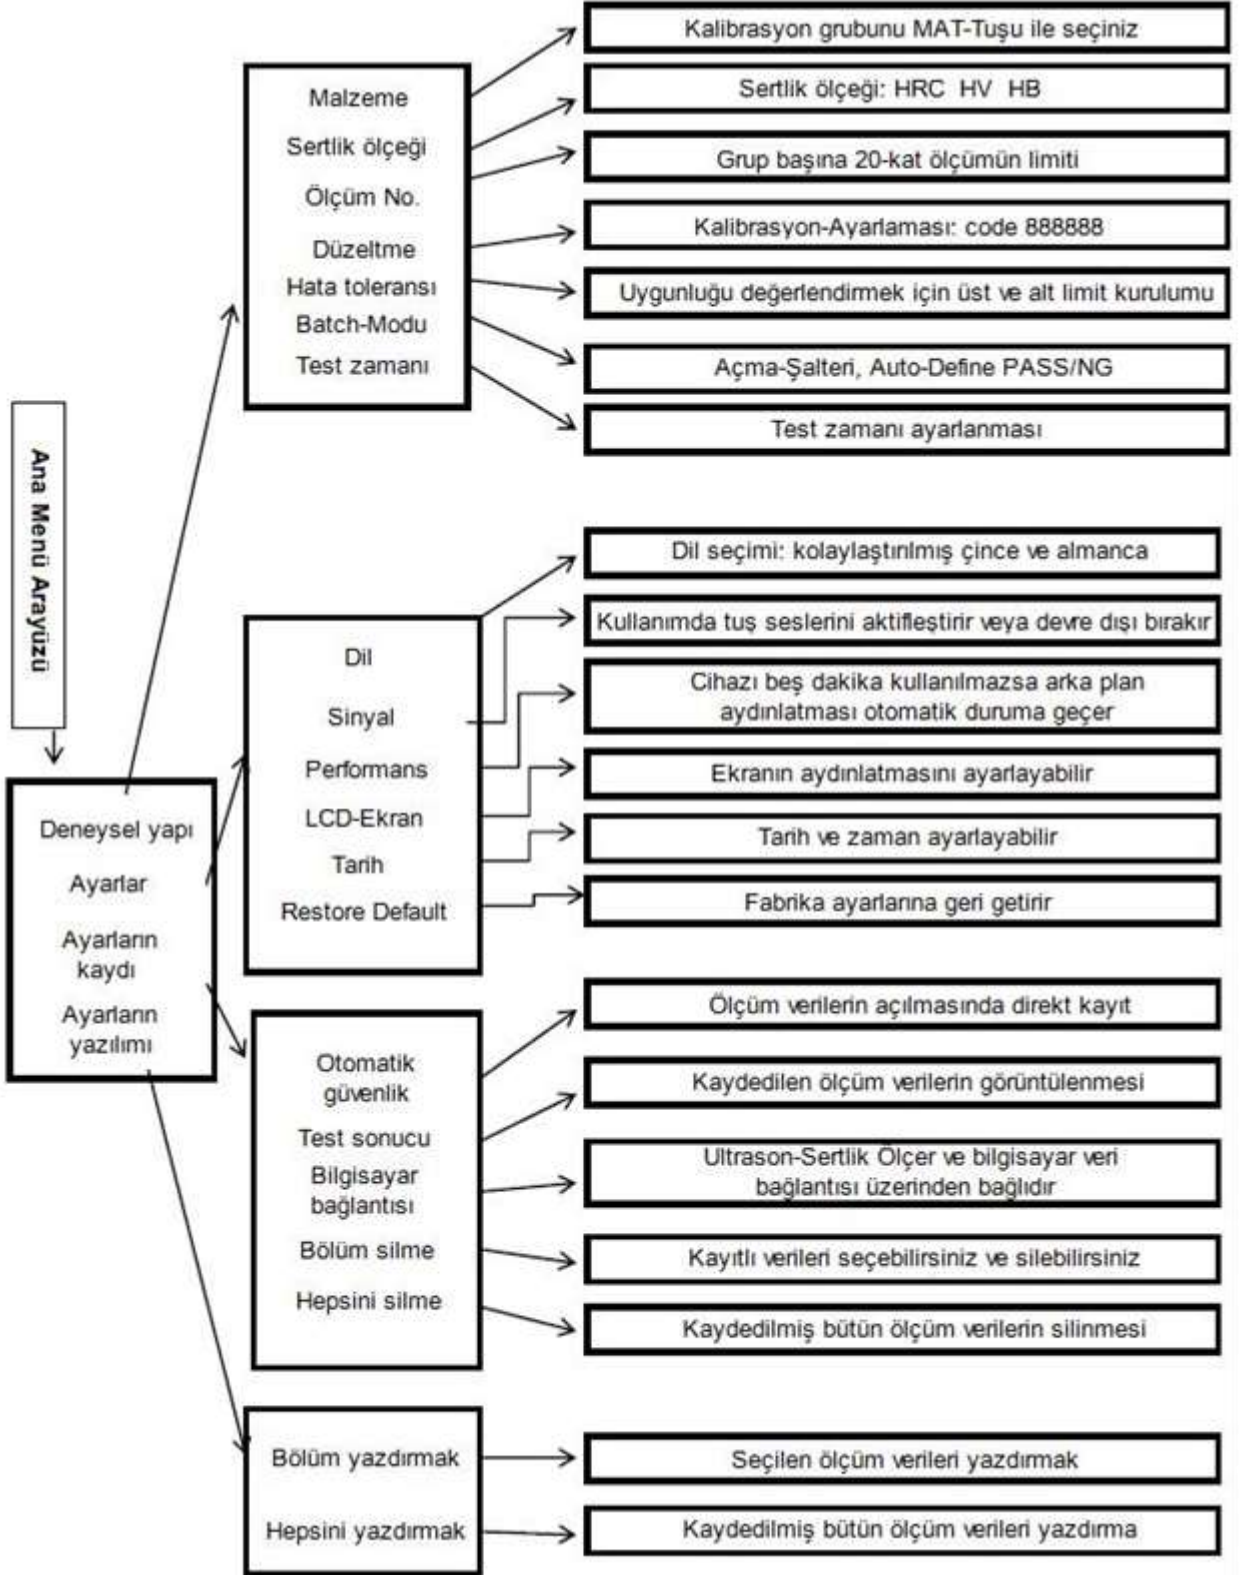 Ana Menü Arayüzü
Deneysel yapı
Ayarlar
Ayarların
kaydı
Ayarların
yazılımı
Malzeme
Sertlik ölçeği
Ölçüm No.
Düzeltme
Hata toleransı
Batch-Modu
Test zamanı
Kalibrasyon grubunu MAT-Tuşu ile seçiniz
Sertlik ölçeği: HRC HV HB
Grup başına 20-kat ölçümün limiti
Kalibrasyon-Ayarlaması: code 888888
Uygunluğu değerlendirmek için üst ve alt limit kurulumu
Açma-Şalteri, Auto-Define PASS/NG
Test zamanı ayarlanması
Dil
Sinyal
Performans
LCD-Ekran
Tarih
Restore Default
Dil seçimi: kolaylaştırılmış çince ve almanca
Kullanımda tuş seslerini aktifleştirir veya devre dışı bırakır
Cihazı beş dakika kullanılmazsa arka plan
aydınlatması otomatik duruma geçer
Ekranın aydınlatmasını ayarlayabilir
Tarih ve zaman ayarlayabilir
Fabrika ayarlarına geri getirir
Otomatik
güvenlik
Test sonucu
Bilgisayar
bağlantısı
Bölüm silme
Hepsini silme
Ölçüm verilerin açılmasında direkt kayıt
Kaydedilen ölçüm verilerin görüntülenmesi
Ultrason-Sertlik Ölçer ve bilgisayar veri
bağlantısı üzerinden bağlıdır
Kayıtlı verileri seçebilirsiniz ve silebilirsiniz
Kaydedilmiş bütün ölçüm verilerin silinmesi
Bölüm yazdırmak
Hepsini yazdırmak
Seçilen ölçüm verileri yazdırmak
Kaydedilmiş bütün ölçüm verileri yazdırma